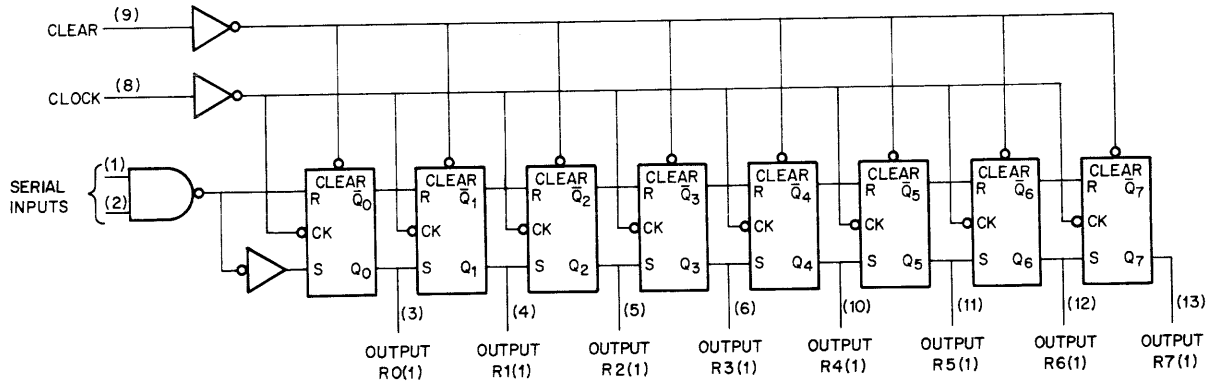 CLEAR (9)
CLOCK (8)
SERIAL INPUTS (1) (2)
CLEAR CLEAR CLEAR CLEAR CLEAR CLEAR CLEAR CLEAR
R Q̅0 R Q̅1 R Q̅2 R Q̅3 R Q̅4 R Q̅5 R Q̅6 R Q̅7
CK CK CK CK CK CK CK CK
S Q0 S Q1 S Q2 S Q3 S Q4 S Q5 S Q6 Q7
(3) (4) (5) (6) (10) (11) (12) (13)
OUTPUT OUTPUT OUTPUT OUTPUT OUTPUT OUTPUT OUTPUT OUTPUT
R0(1) R1(1) R2(1) R3(1) R4(1) R5(1) R6(1) R7(1)